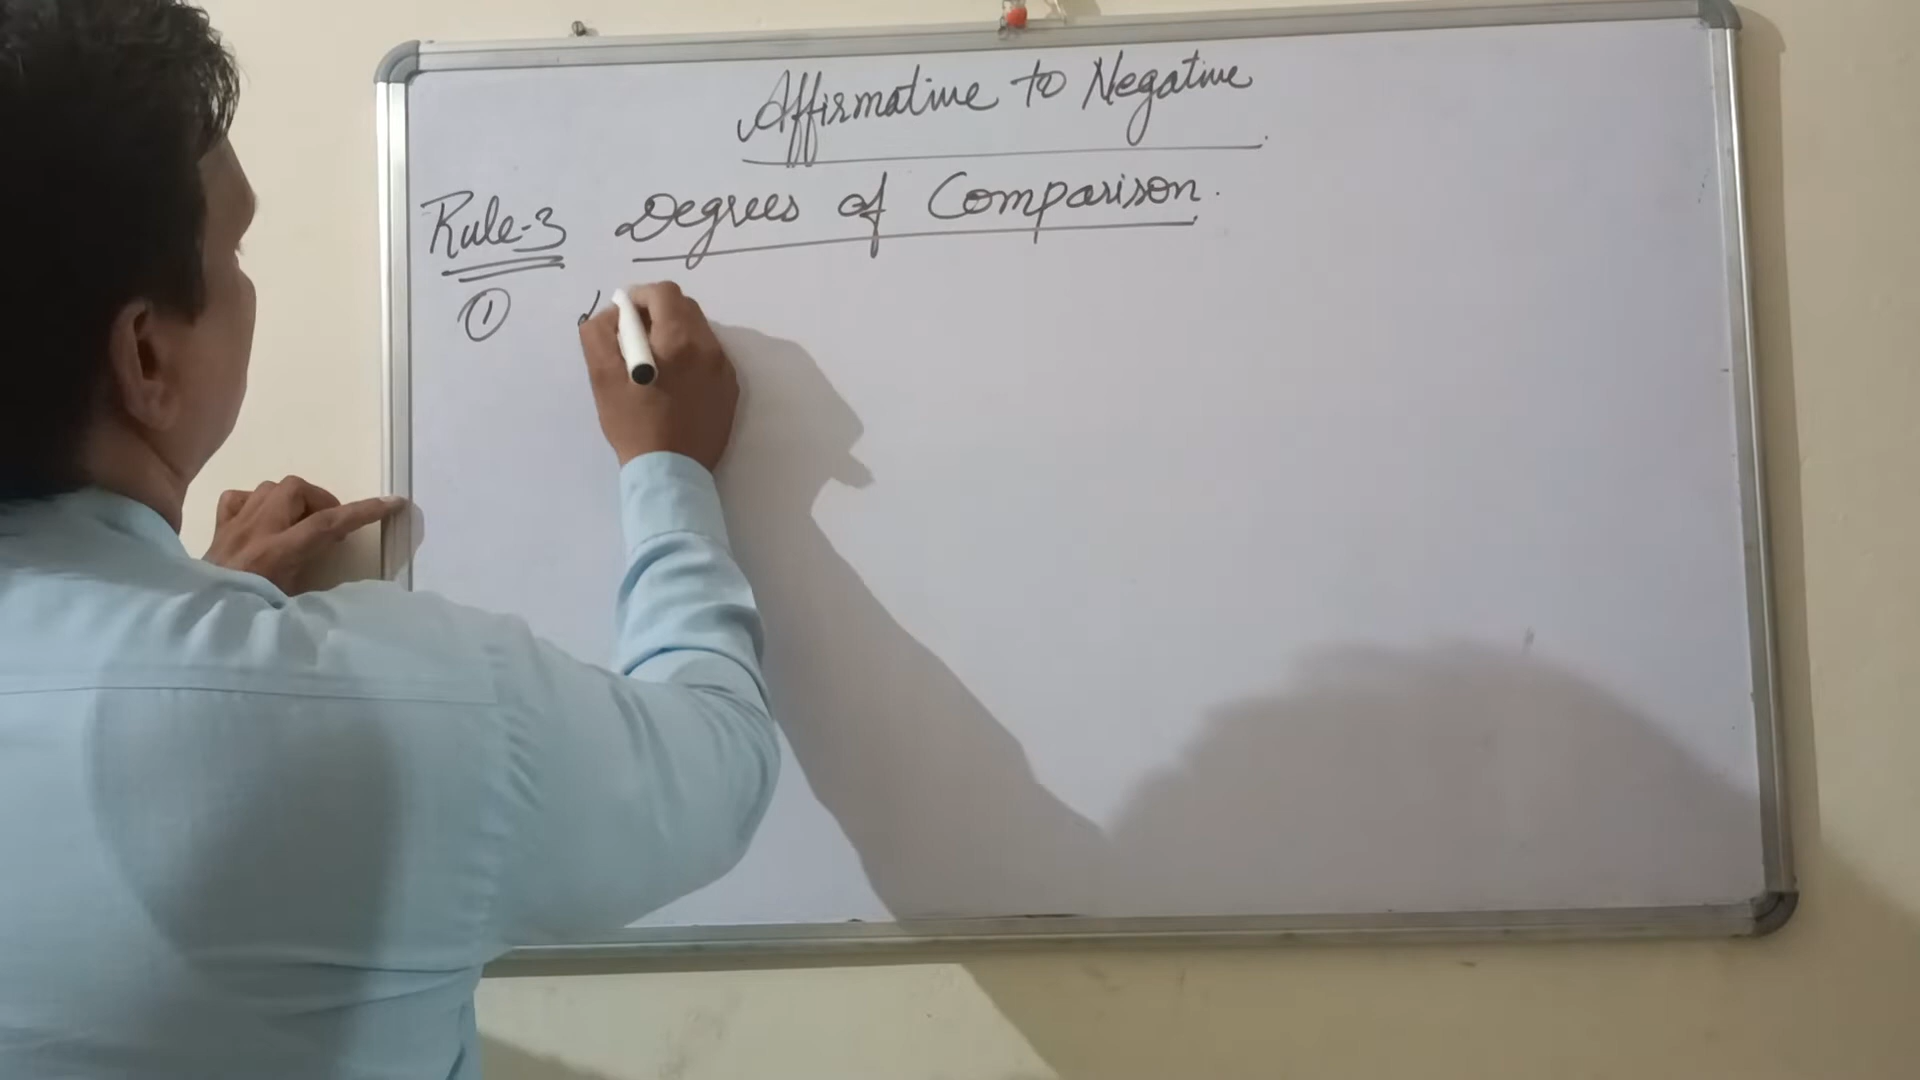 Affirmative to Negative
Rule-3 Degrees of Comparison.
①